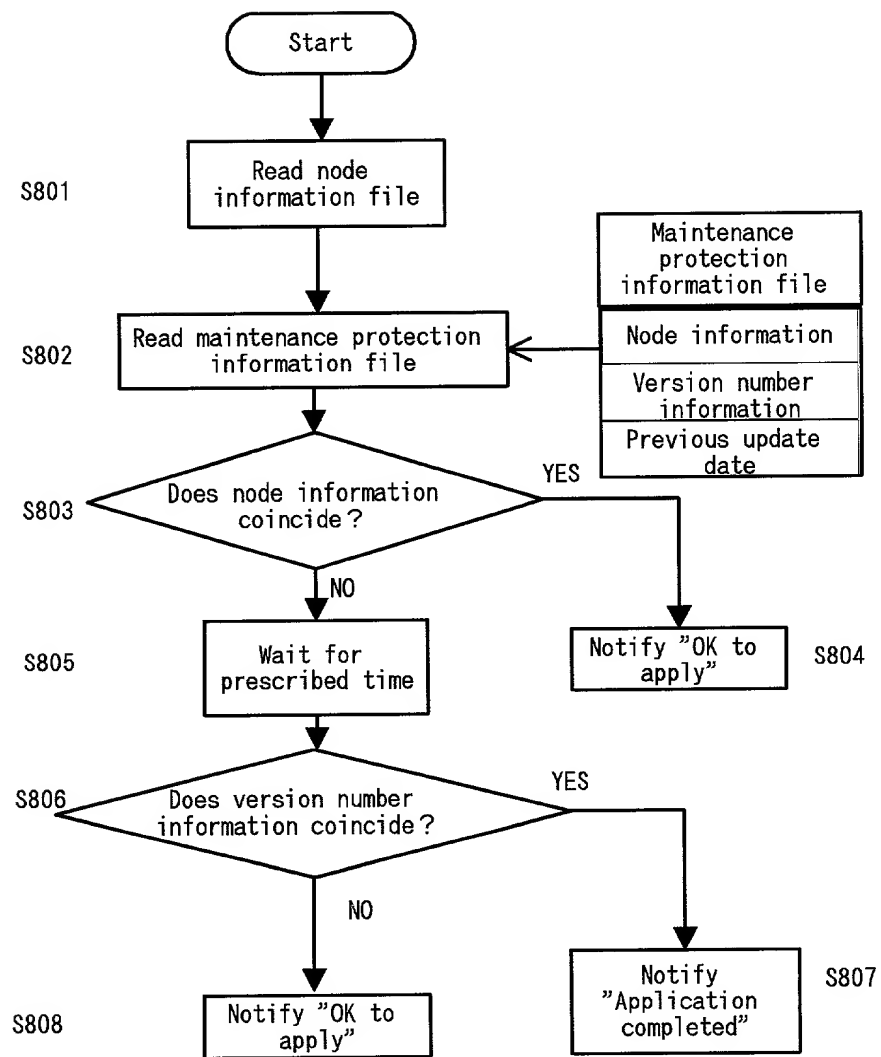 Start
S801
Read node
information file
Maintenance
protection
information file
Node information
Version number
information
Previous update
date
S802
Read maintenance protection
information file
S803
Does node information
coincide?
YES
NO
S805
Wait for
prescribed time
Notify "OK to
apply"
S804
S806
Does version number
information coincide?
YES
NO
S808
Notify "OK to
apply"
Notify
"Application
completed"
S807